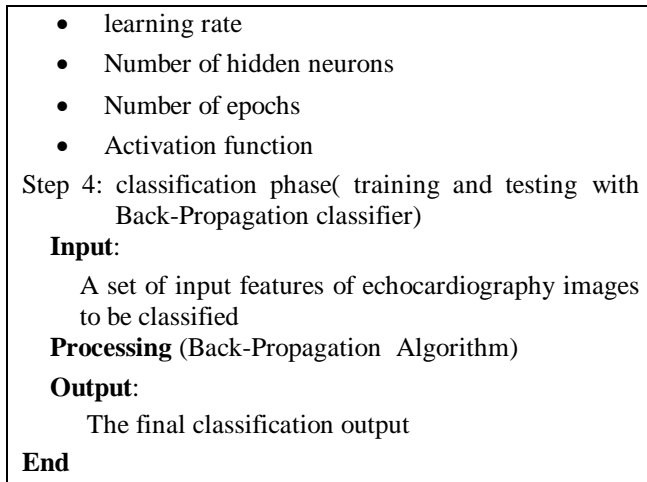 • learning rate
• Number of hidden neurons
• Number of epochs
• Activation function
Step 4: classification phase( training and testing with
Back-Propagation classifier)
Input:
A set of input features of echocardiography images
to be classified
Processing (Back-Propagation Algorithm)
Output:
The final classification output
End